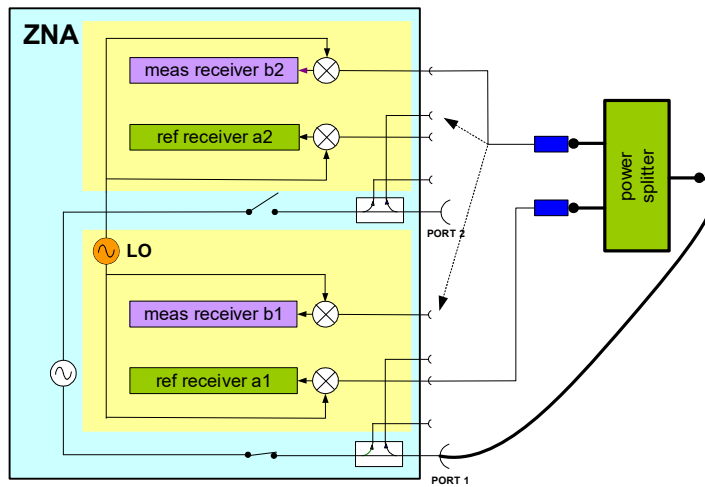 ZNA
meas receiver b2
ref receiver a2
power
splitter
PORT 2
LO
meas receiver b1
ref receiver a1
PORT 1